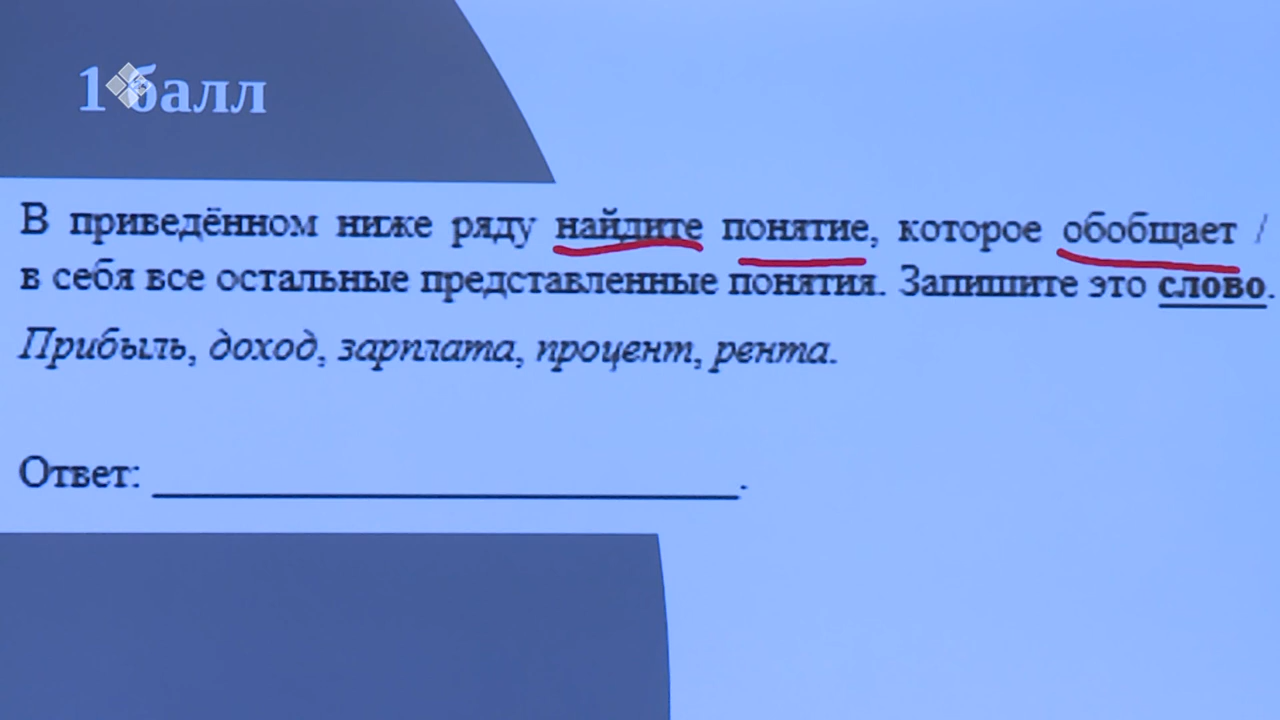 1 балл
В приведённом ниже ряду найдите понятие, которое обобщает /
в себя все остальные представленные понятия. Запишите это слово.
Прибыль, доход, зарплата, процент, рента.
Ответ: .